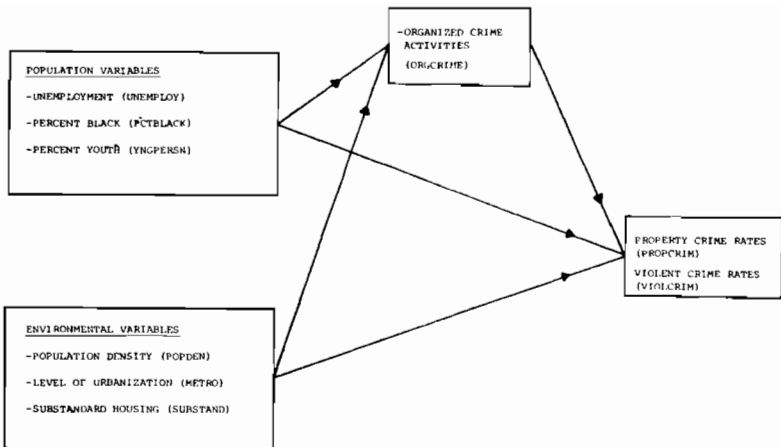 POPULATION VARIABLES
-UNEMPLOYMENT (UNEMPLOY)
-PERCENT BLACK (PCTBLACK)
-PERCENT YOUTH (YNGPERSN)
-ORGANIZED CRIME
ACTIVITIES
(ORGCRIME)
PROPERTY CRIME RATES
(PROPCRIM)
VIOLENT CRIME RATES
(VIOLCRIM)
ENVIRONMENTAL VARIABLES
-POPULATION DENSITY (POPDEN)
-LEVEL OF URBANIZATION (METRO)
-SUBSTANDARD HOUSING (SUBSTAND)